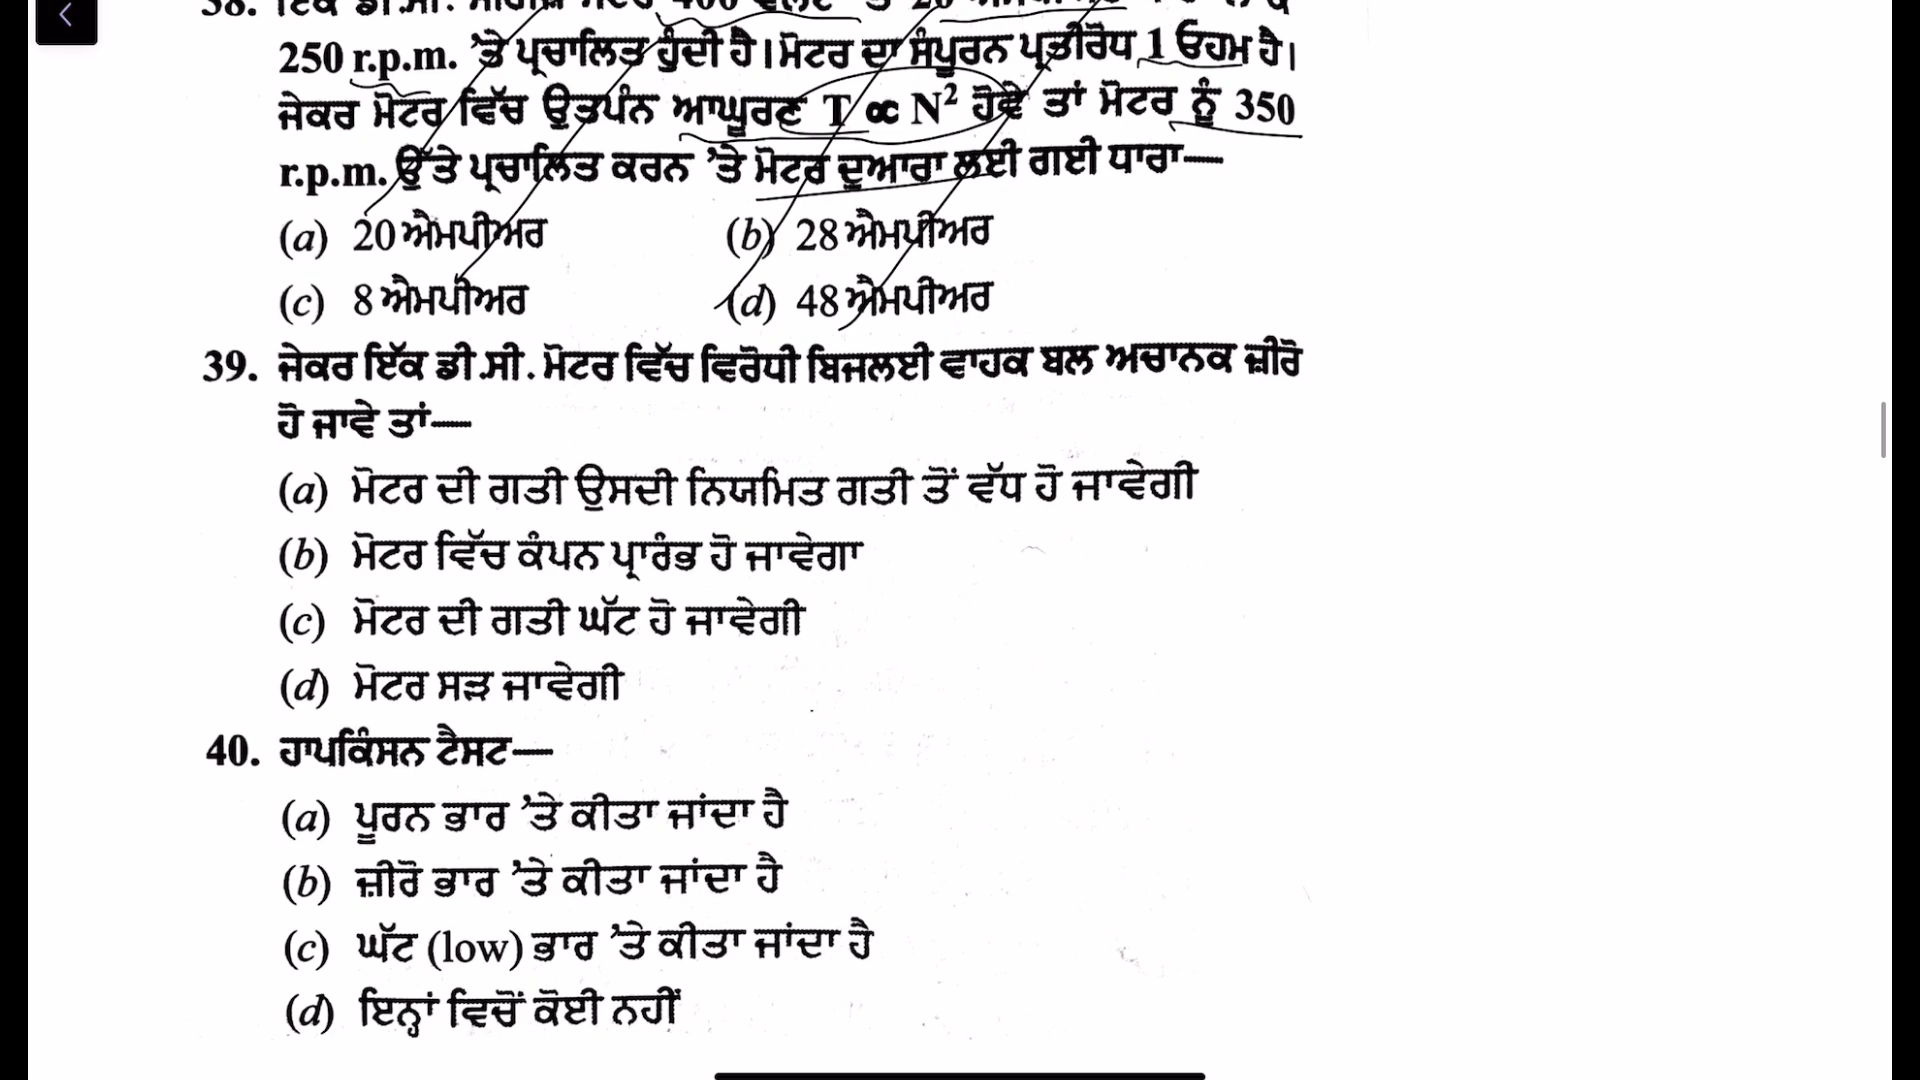 250 r.p.m. 'ਤੇ ਪ੍ਰਚਾਲਿਤ ਹੁੰਦੀ ਹੈ। ਮੋਟਰ ਦਾ ਸੰਪੂਰਨ ਪ੍ਰਤੀਰੋਧ 1 ਓਹਮ ਹੈ।
ਜੇਕਰ ਮੋਟਰ ਵਿੱਚ ਉਤਪੰਨ ਆਘੂਰਣ T ∝ N² ਹੋਵੇ ਤਾਂ ਮੋਟਰ ਨੂੰ 350
r.p.m. ਉੱਤੇ ਪ੍ਰਚਾਲਿਤ ਕਰਨ 'ਤੇ ਮੋਟਰ ਦੁਆਰਾ ਲਈ ਗਈ ਧਾਰਾ—
(a) 20 ਐਮਪੀਅਰ (b) 28 ਐਮਪੀਅਰ
(c) 8 ਐਮਪੀਅਰ (d) 48 ਐਮਪੀਅਰ
39. ਜੇਕਰ ਇੱਕ ਡੀ.ਸੀ. ਮੋਟਰ ਵਿੱਚ ਵਿਰੋਧੀ ਬਿਜਲਈ ਵਾਹਕ ਬਲ ਅਚਾਨਕ ਜ਼ੀਰੋ
ਹੋ ਜਾਵੇ ਤਾਂ—
(a) ਮੋਟਰ ਦੀ ਗਤੀ ਉਸਦੀ ਨਿਯਮਿਤ ਗਤੀ ਤੋਂ ਵੱਧ ਹੋ ਜਾਵੇਗੀ
(b) ਮੋਟਰ ਵਿੱਚ ਕੰਪਨ ਪ੍ਰਾਰੰਭ ਹੋ ਜਾਵੇਗਾ
(c) ਮੋਟਰ ਦੀ ਗਤੀ ਘੱਟ ਹੋ ਜਾਵੇਗੀ
(d) ਮੋਟਰ ਸੜ ਜਾਵੇਗੀ
40. ਹਾਪਕਿੰਸਨ ਟੈਸਟ—
(a) ਪੂਰਨ ਭਾਰ 'ਤੇ ਕੀਤਾ ਜਾਂਦਾ ਹੈ
(b) ਜ਼ੀਰੋ ਭਾਰ 'ਤੇ ਕੀਤਾ ਜਾਂਦਾ ਹੈ
(c) ਘੱਟ (low) ਭਾਰ 'ਤੇ ਕੀਤਾ ਜਾਂਦਾ ਹੈ
(d) ਇਨ੍ਹਾਂ ਵਿਚੋਂ ਕੋਈ ਨਹੀਂ